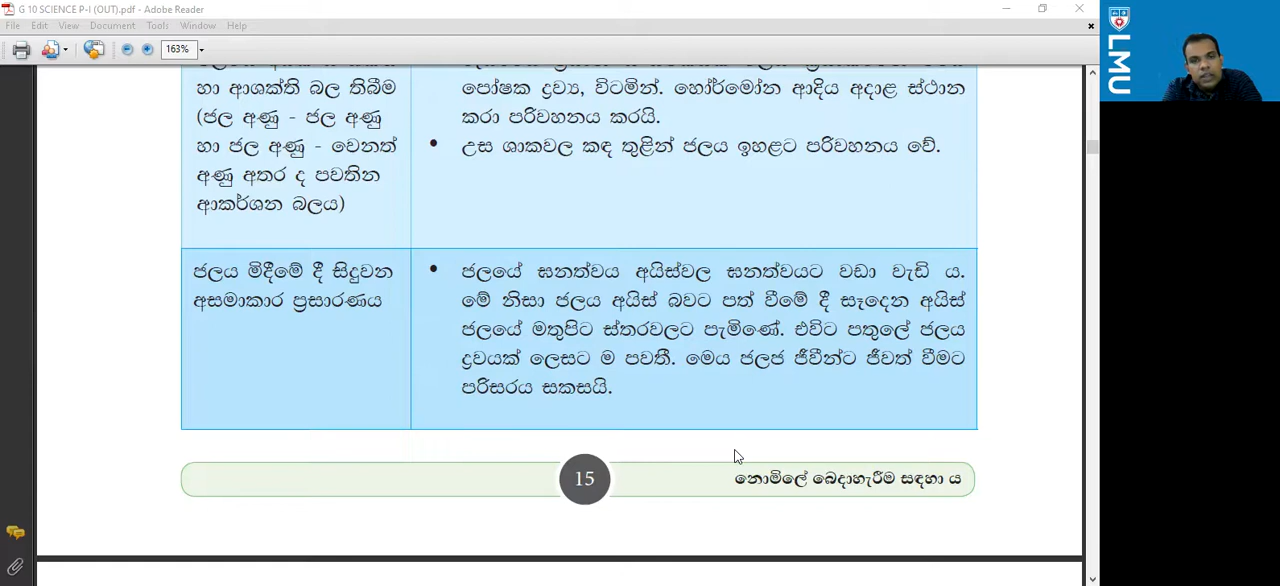 G 10 SCIENCE P-I (OUT).pdf - Adobe Reader
File Edit View Document Tools Window Help
163%
LMU
හා ආශක්ති බල තිබීම
(ජල අණු - ජල අණු
හා ජල අණු - වෙනත්
අණු අතර ද පවතින
ආකර්ශන බලය)
පෝෂක ද්‍රව්‍ය, විටමින්. හෝර්මෝන ආදිය අදාළ ස්ථාන
කරා පරිවහනය කරයි.
• උස ශාකවල කඳ තුළින් ජලය ඉහළට පරිවහනය වේ.
ජලය මිදීමේ දී සිදුවන
අසමාකාර ප්‍රසාරණය
• ජලයේ ඝනත්වය අයිස්වල ඝනත්වයට වඩා වැඩි ය.
මේ නිසා ජලය අයිස් බවට පත් වීමේ දී සෑදෙන අයිස්
ජලයේ මතුපිට ස්තරවලට පැමිණේ. එවිට පතුලේ ජලය
ද්‍රවයක් ලෙසට ම පවතී. මෙය ජලජ ජීවීන්ට ජීවත් වීමට
පරිසරය සකසයි.
15
නොමිලේ බෙදාහැරීම සඳහා ය